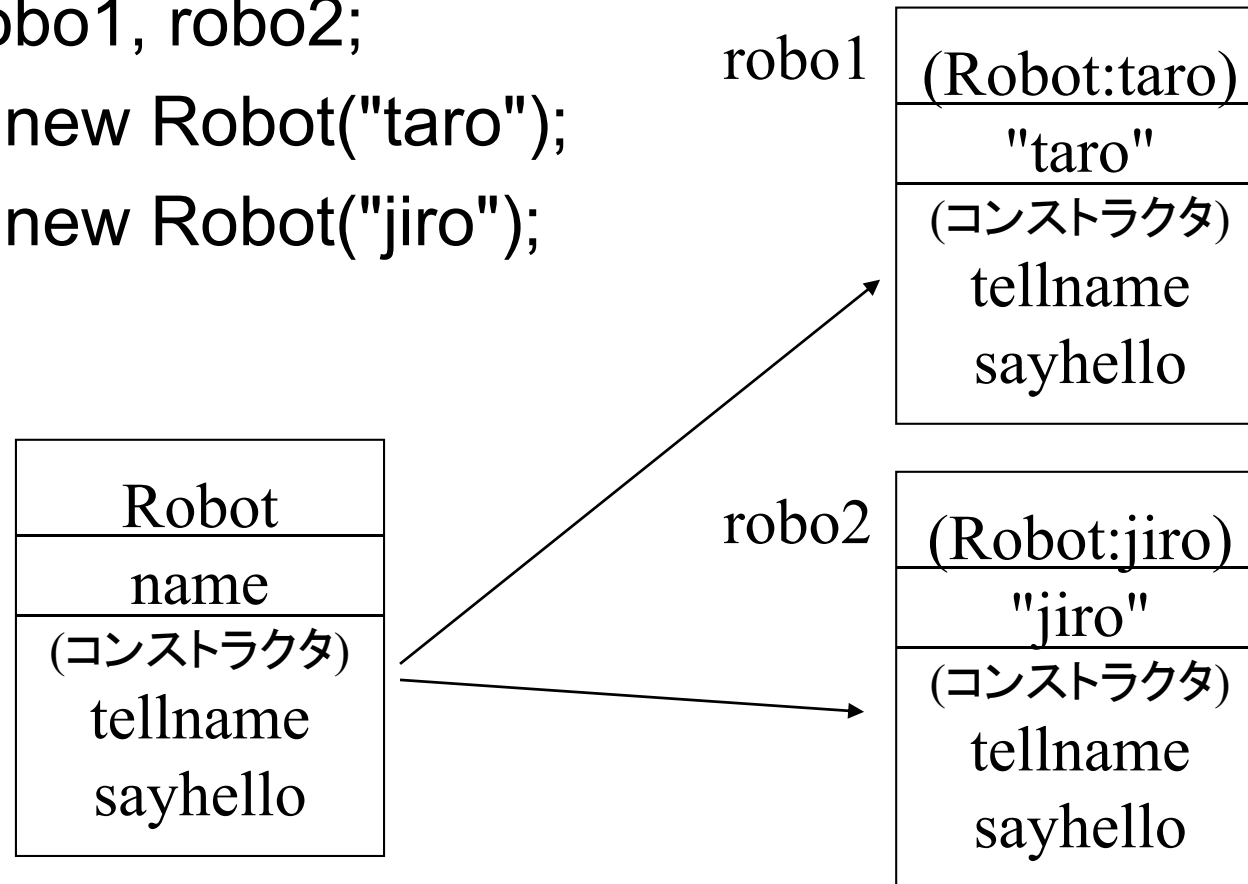 obo1, robo2;
new Robot("taro");
new Robot("jiro");
robo1
(Robot:taro)
"taro"
(コンストラクタ)
tellname
sayhello
Robot
name
(コンストラクタ)
tellname
sayhello
robo2
(Robot:jiro)
"jiro"
(コンストラクタ)
tellname
sayhello